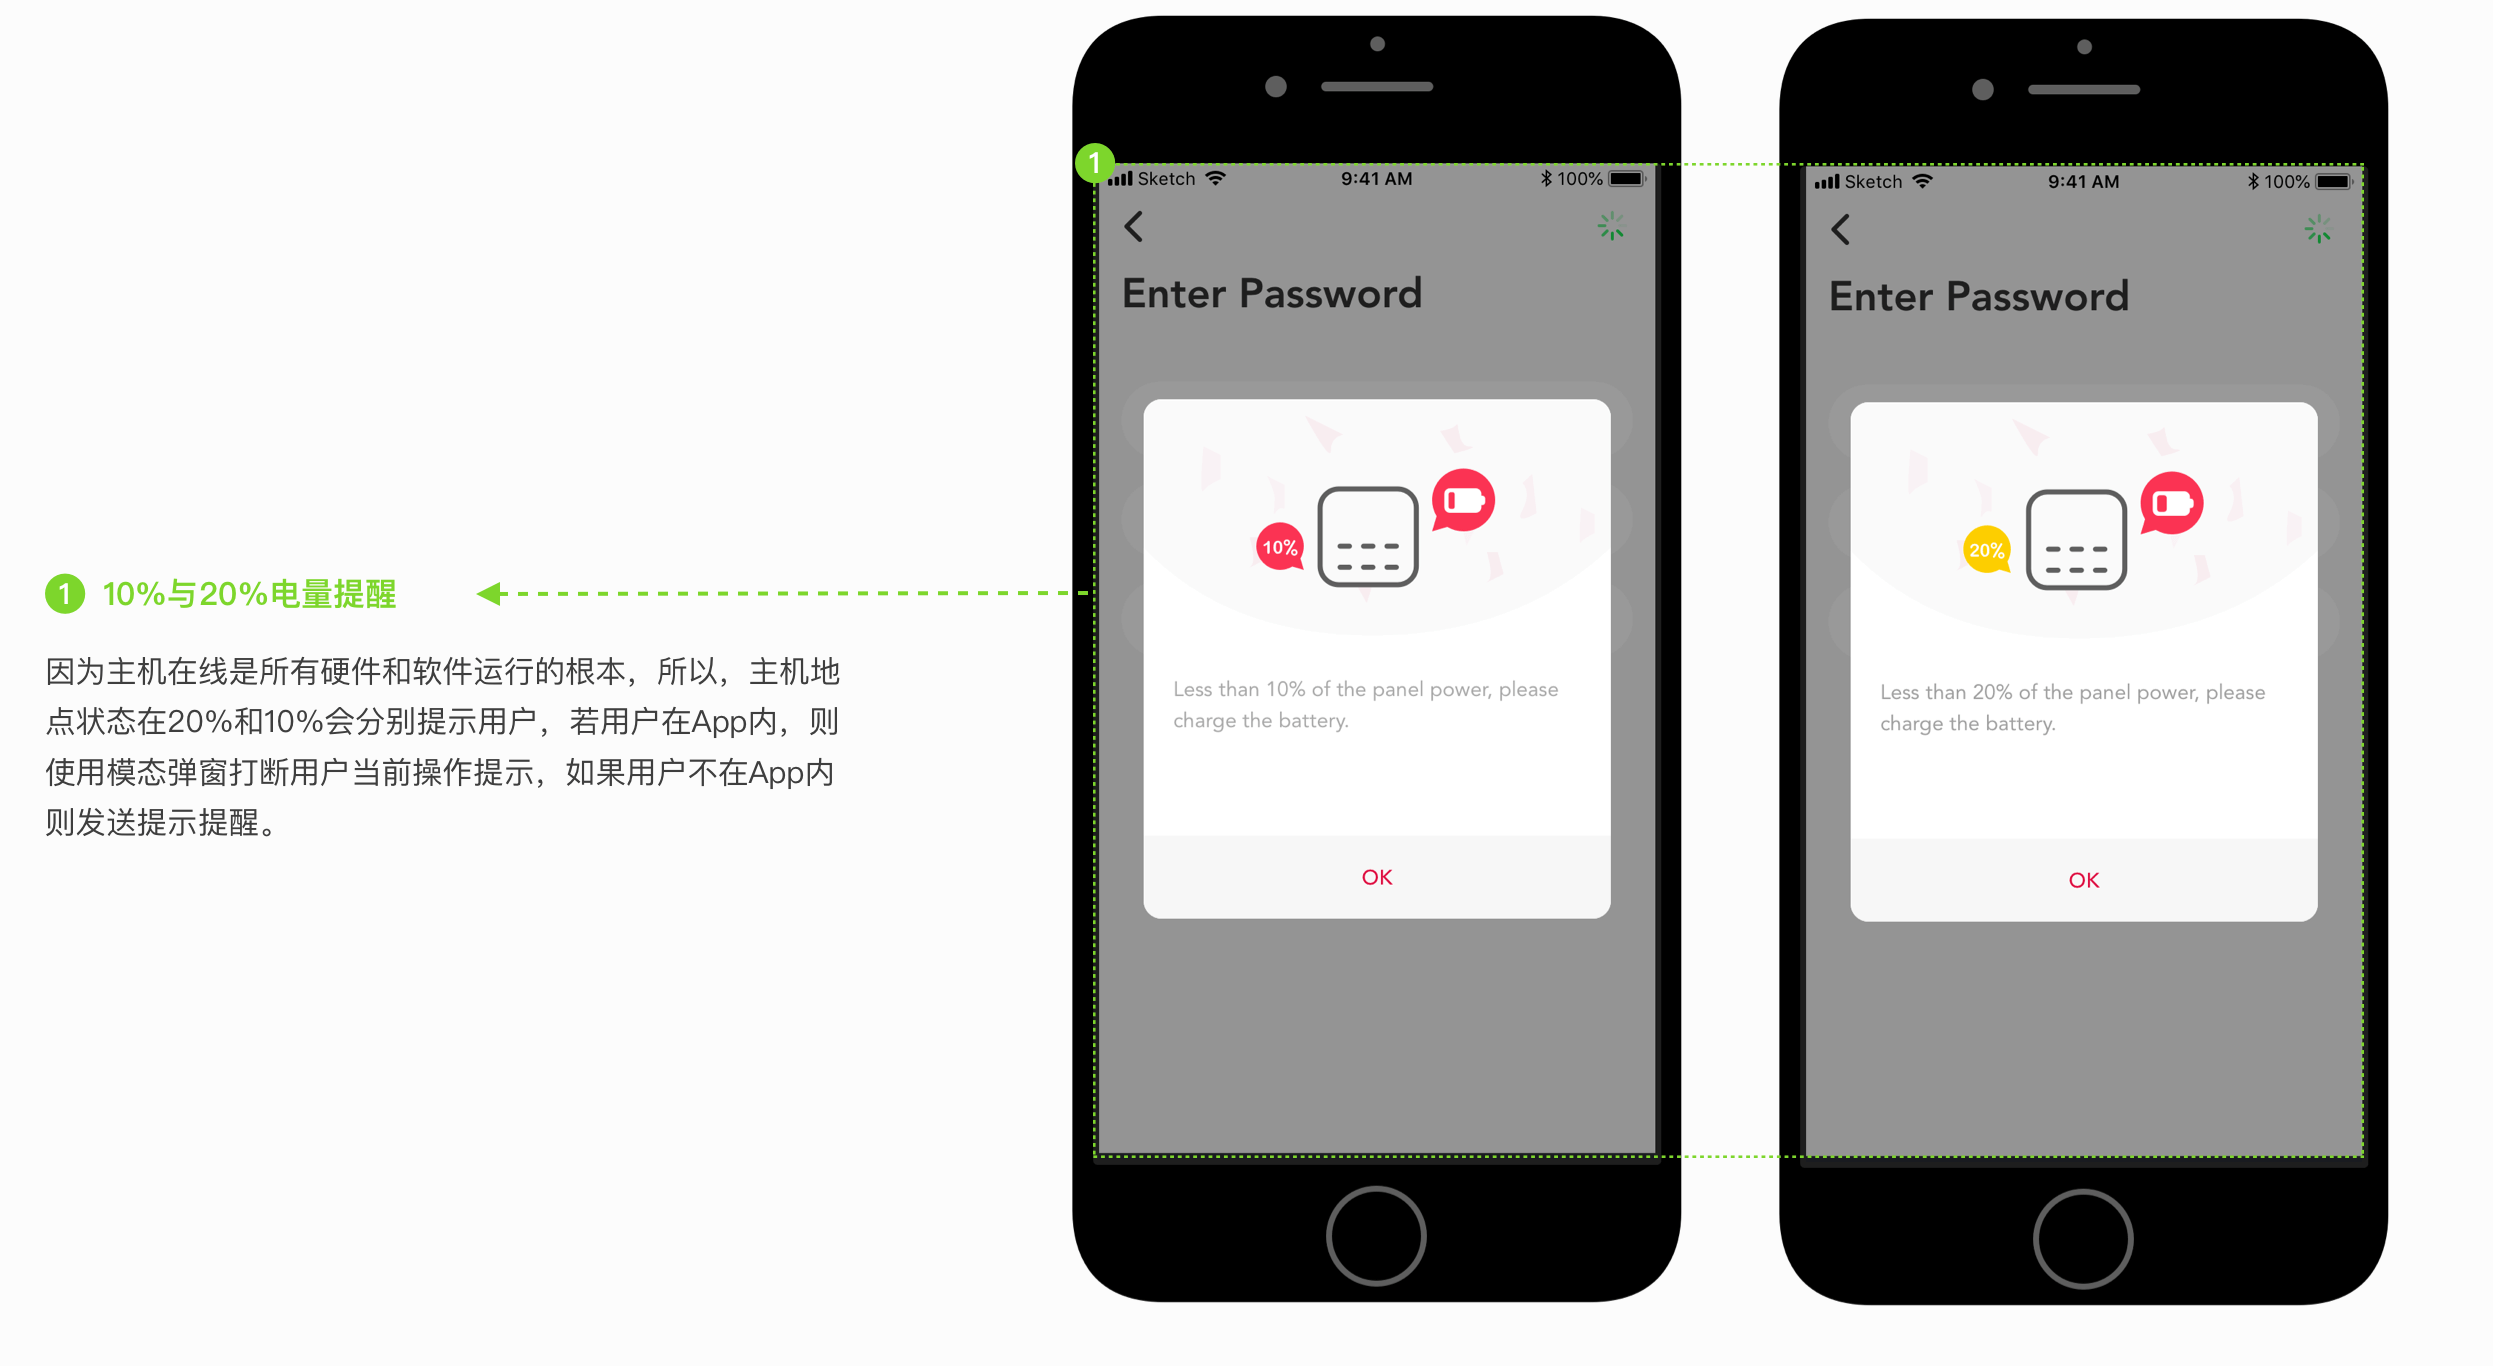 1 10%与20%电量提醒
因为主机在线是所有硬件和软件运行的根本，所以，主机地
点状态在20%和10%会分别提示用户，若用户在App内，则
使用模态弹窗打断用户当前操作提示，如果用户不在App内
则发送提示提醒。
1
Sketch 9:41 AM 100%
Enter Password
10%
Less than 10% of the panel power, please
charge the battery.
OK
Sketch 9:41 AM 100%
Enter Password
20%
Less than 20% of the panel power, please
charge the battery.
OK